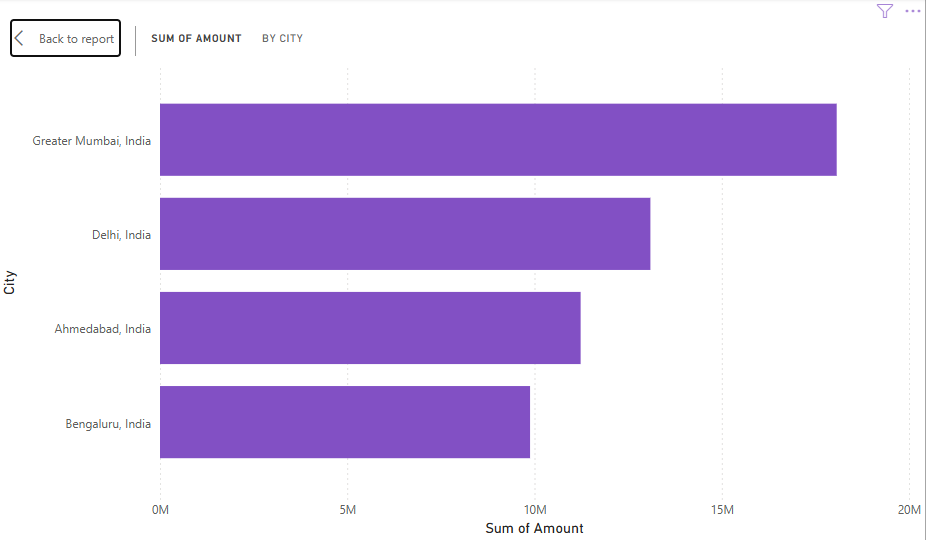 Back to report
SUM OF AMOUNT BY CITY
City
Greater Mumbai, India
Delhi, India
Ahmedabad, India
Bengaluru, India
0M 5M 10M 15M 20M
Sum of Amount